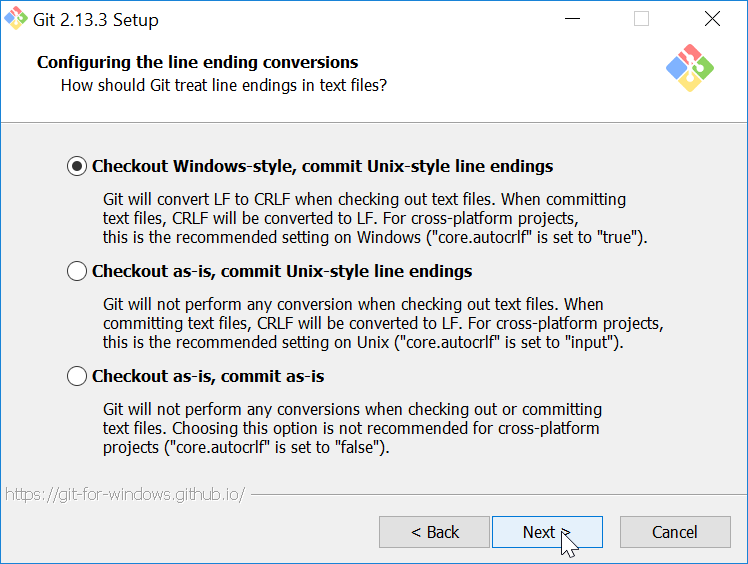 Git 2.13.3 Setup
Configuring the line ending conversions
How should Git treat line endings in text files?
Checkout Windows-style, commit Unix-style line endings
Git will convert LF to CRLF when checking out text files. When committing
text files, CRLF will be converted to LF. For cross-platform projects,
this is the recommended setting on Windows ("core.autocrlf" is set to "true").
Checkout as-is, commit Unix-style line endings
Git will not perform any conversion when checking out text files. When
committing text files, CRLF will be converted to LF. For cross-platform projects,
this is the recommended setting on Unix ("core.autocrlf" is set to "input").
Checkout as-is, commit as-is
Git will not perform any conversions when checking out or committing
text files. Choosing this option is not recommended for cross-platform
projects ("core.autocrlf" is set to "false").
https://git-for-windows.github.io/
< Back
Next >
Cancel